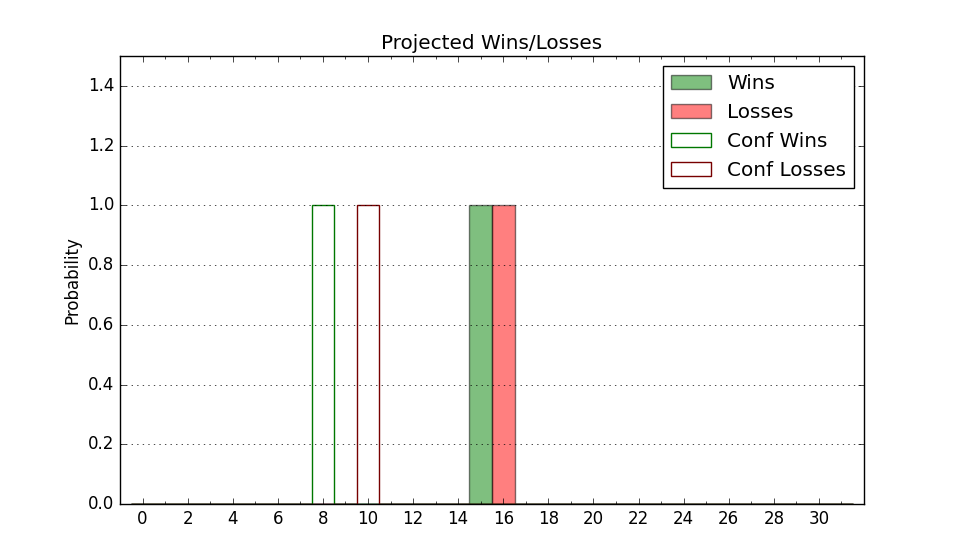 Projected Wins/Losses
Wins
Losses
Conf Wins
Conf Losses
Probability
1.4
1.2
1.0
0.8
0.6
0.4
0.2
0.0
0 2 4 6 8 10 12 14 16 18 20 22 24 26 28 30